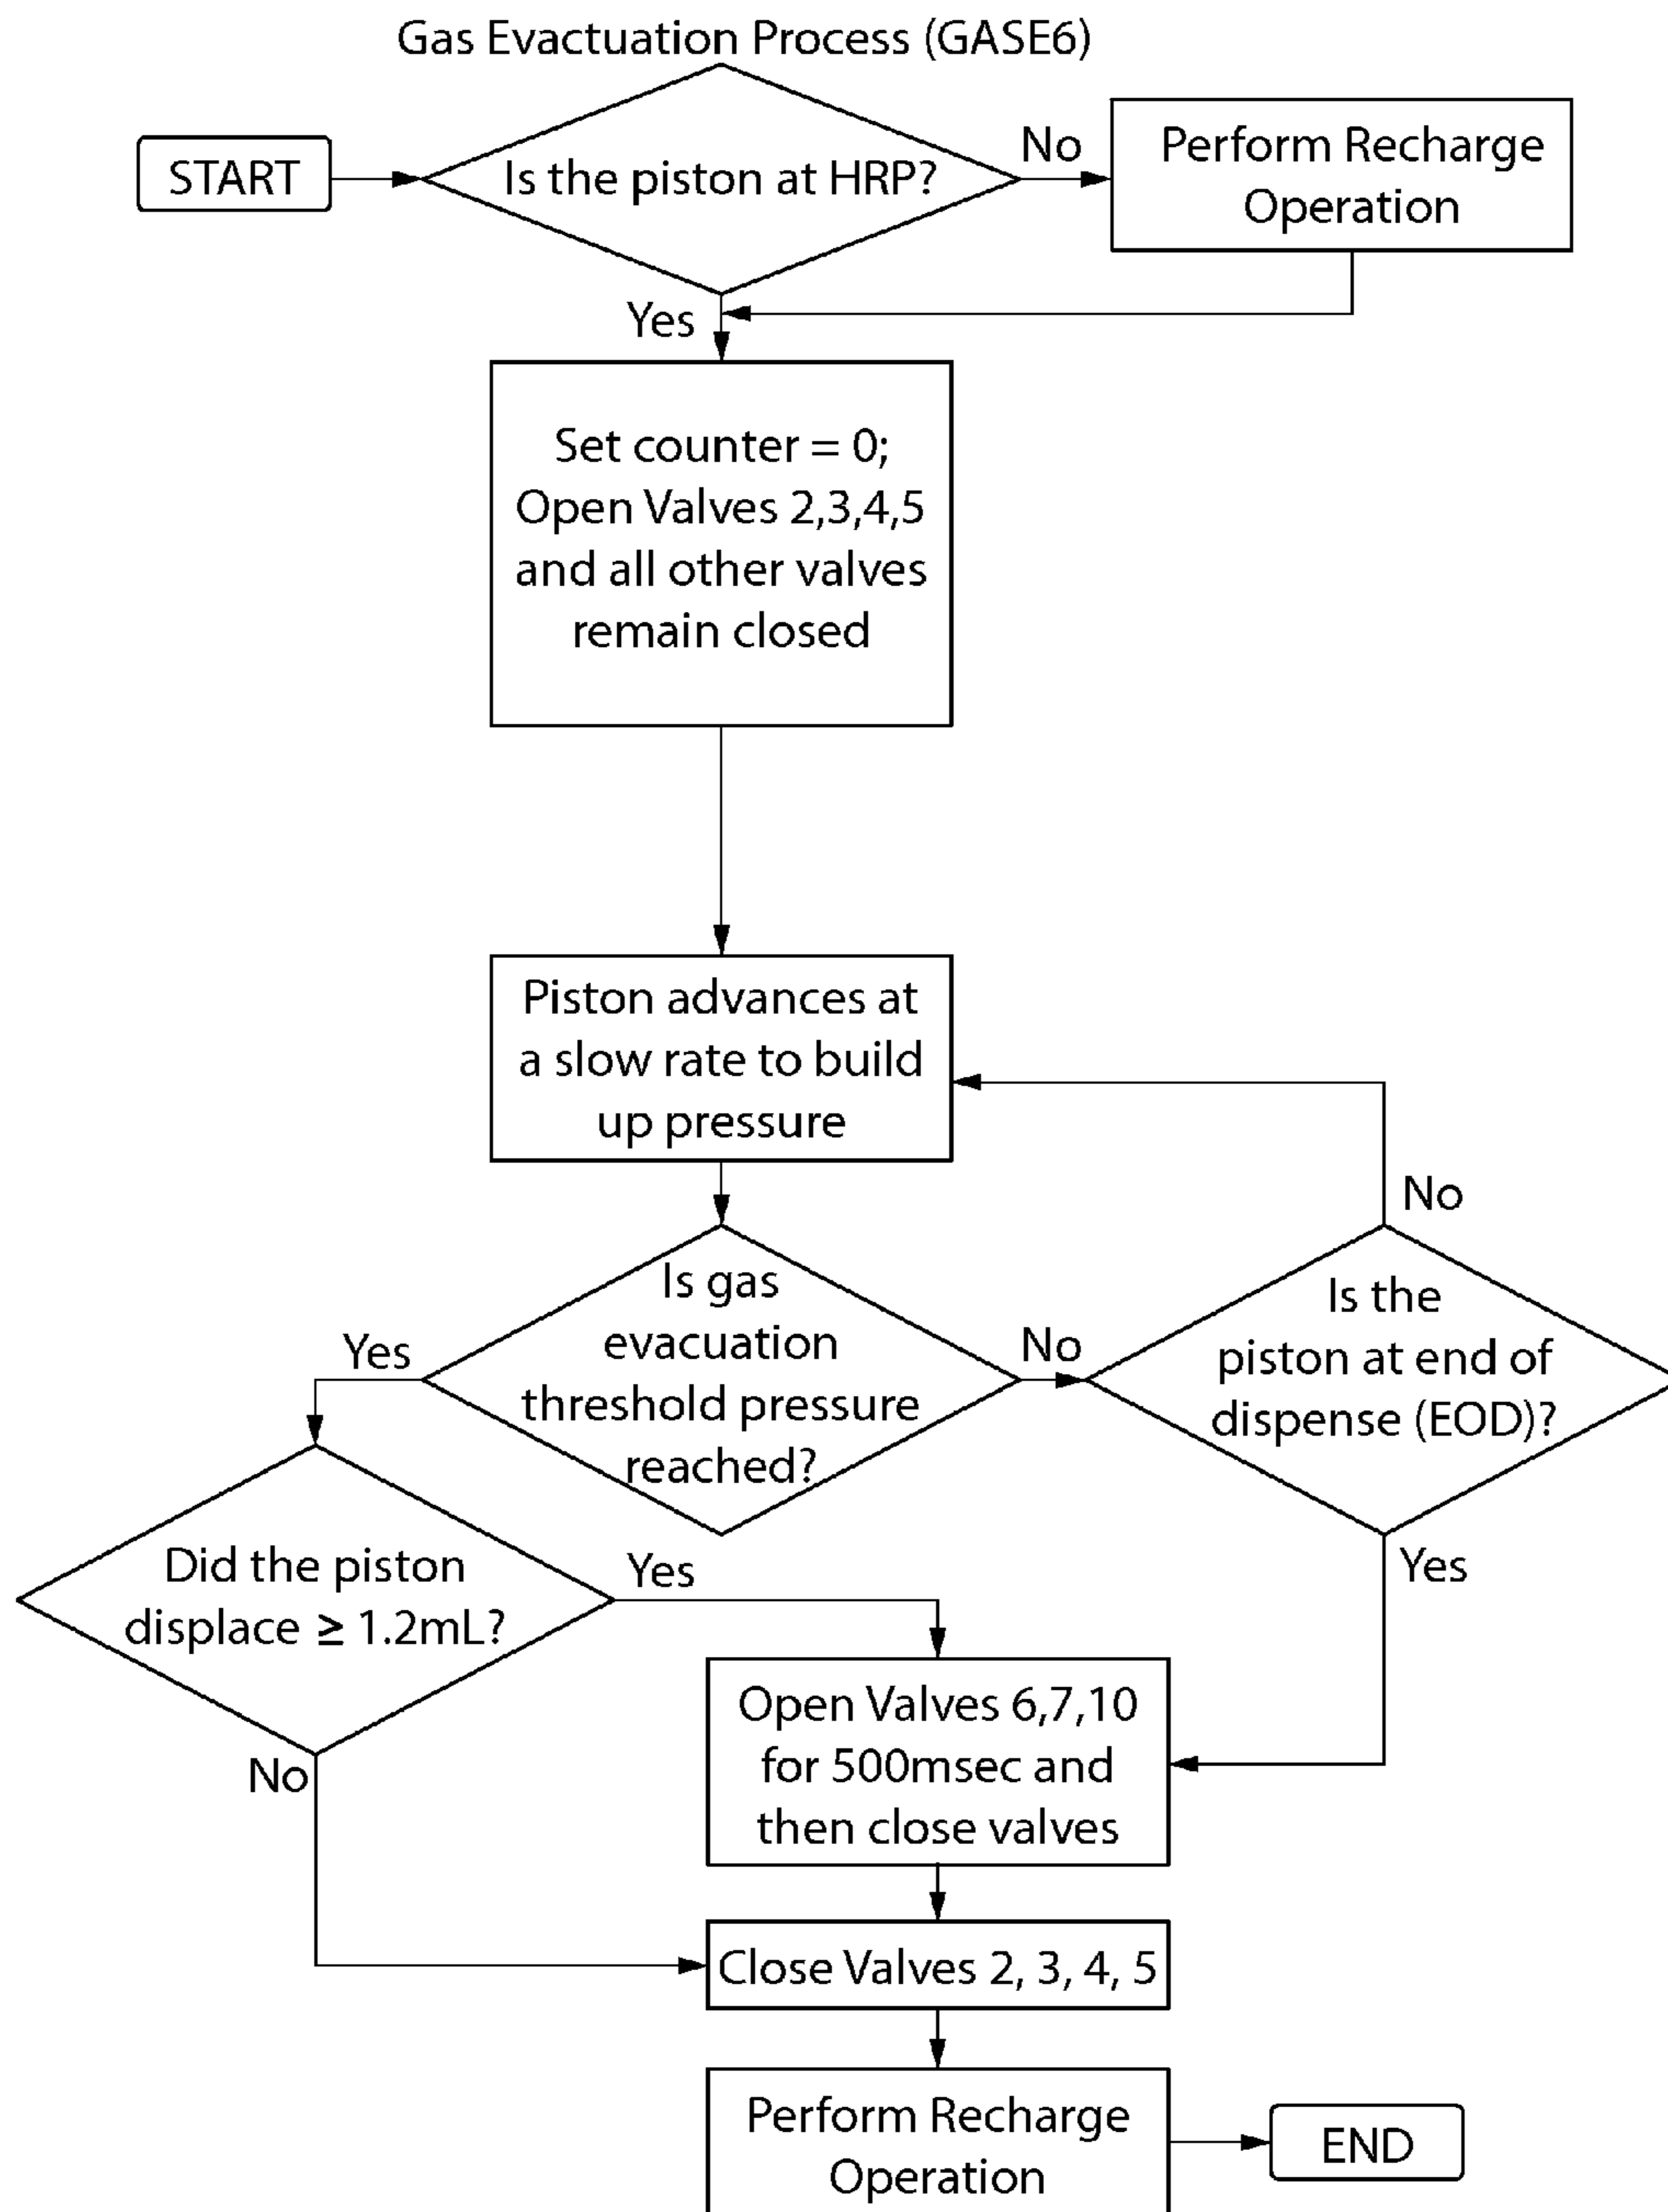 Gas Evactuation Process (GASE6)
START
Is the piston at HRP?
No
Perform Recharge
Operation
Yes
Set counter = 0;
Open Valves 2,3,4,5
and all other valves
remain closed
Piston advances at
a slow rate to build
up pressure
No
Is gas
evacuation
threshold pressure
reached?
Yes
No
Is the
piston at end of
dispense (EOD)?
Yes
Did the piston
displace ≥ 1.2mL?
Yes
No
Open Valves 6,7,10
for 500msec and
then close valves
Close Valves 2, 3, 4, 5
Perform Recharge
Operation
END